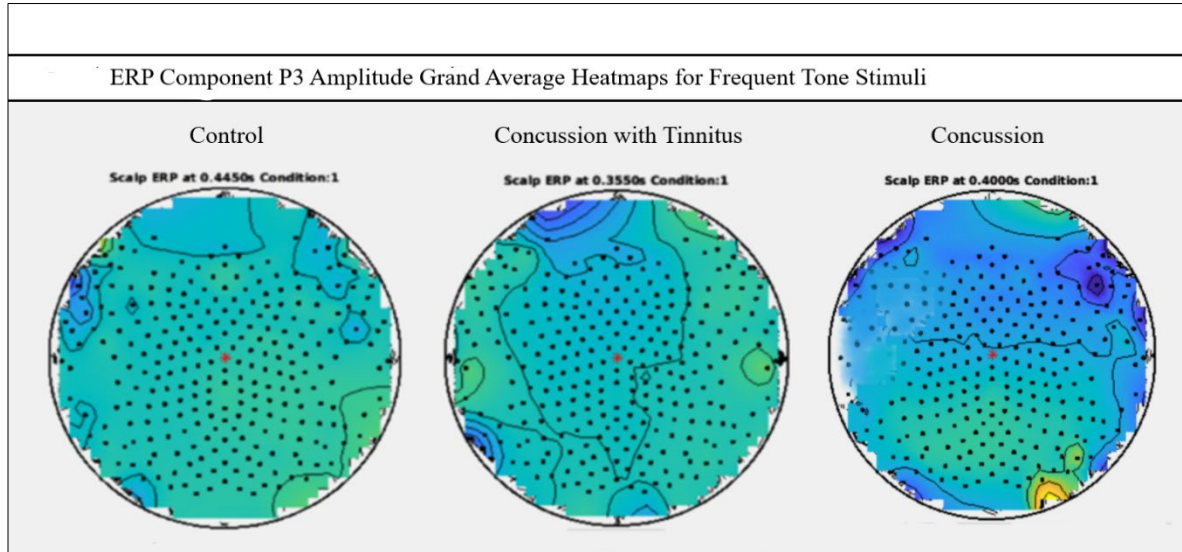 ERP Component P3 Amplitude Grand Average Heatmaps for Frequent Tone Stimuli
Control
Concussion with Tinnitus
Concussion
Scalp ERP at 0.4450s Condition:1
Scalp ERP at 0.3550s Condition:1
Scalp ERP at 0.4000s Condition:1